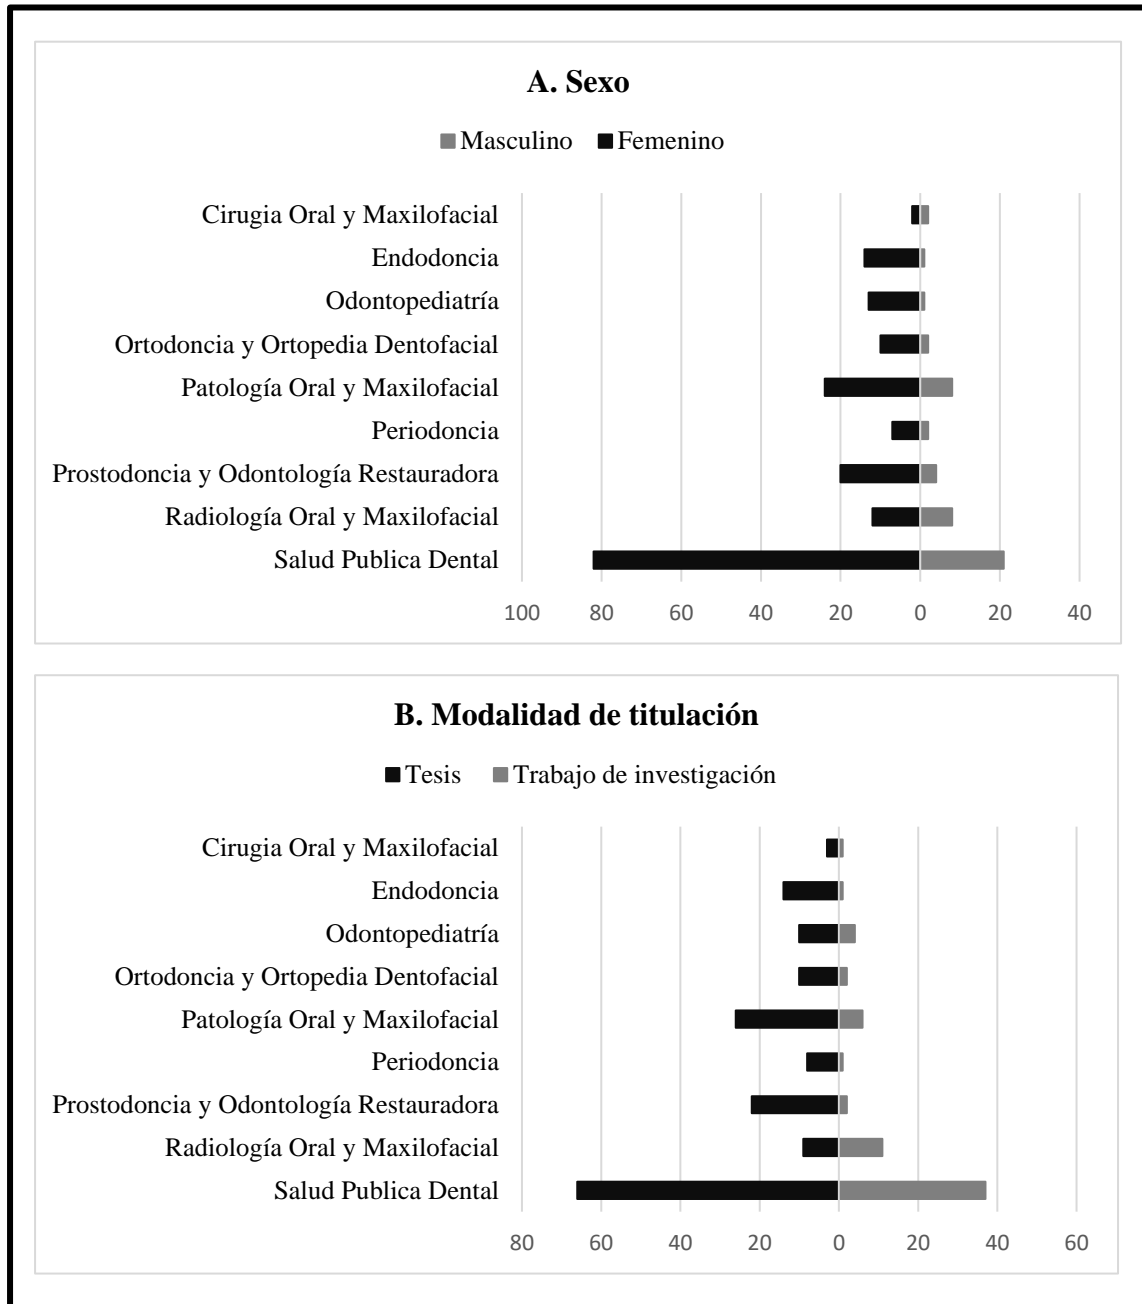 A. Sexo
Masculino Femenino
Cirugia Oral y Maxilofacial
Endodoncia
Odontopediatría
Ortodoncia y Ortopedia Dentofacial
Patología Oral y Maxilofacial
Periodoncia
Prostodoncia y Odontología Restauradora
Radiología Oral y Maxilofacial
Salud Publica Dental
100 80 60 40 20 0 20 40
B. Modalidad de titulación
Tesis Trabajo de investigación
Cirugia Oral y Maxilofacial
Endodoncia
Odontopediatría
Ortodoncia y Ortopedia Dentofacial
Patología Oral y Maxilofacial
Periodoncia
Prostodoncia y Odontología Restauradora
Radiología Oral y Maxilofacial
Salud Publica Dental
80 60 40 20 0 20 40 60